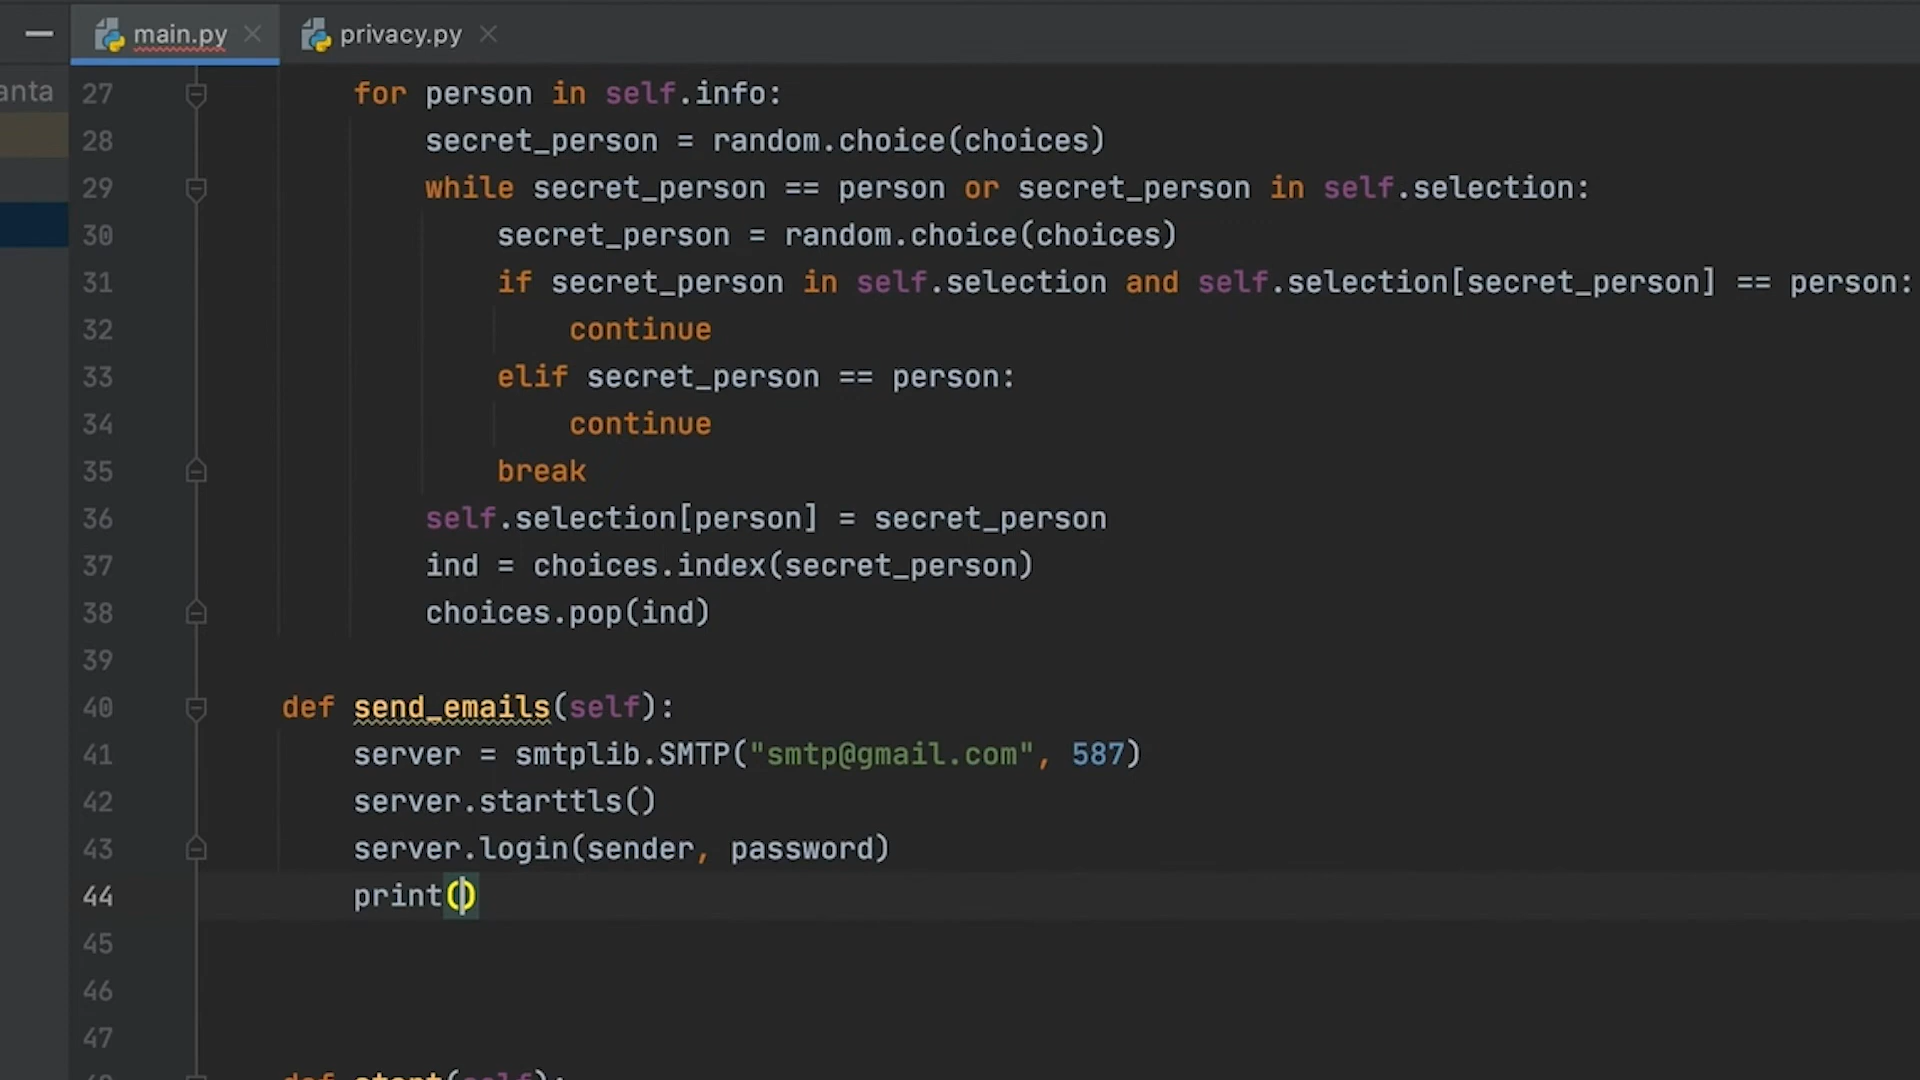 main.py privacy.py
anta
27 for person in self.info:
28 secret_person = random.choice(choices)
29 while secret_person == person or secret_person in self.selection:
30 secret_person = random.choice(choices)
31 if secret_person in self.selection and self.selection[secret_person] == person:
32 continue
33 elif secret_person == person:
34 continue
35 break
36 self.selection[person] = secret_person
37 ind = choices.index(secret_person)
38 choices.pop(ind)
39
40 def send_emails(self):
41 server = smtplib.SMTP("smtp@gmail.com", 587)
42 server.starttls()
43 server.login(sender, password)
44 print()
45
46
47
48 def start(self):